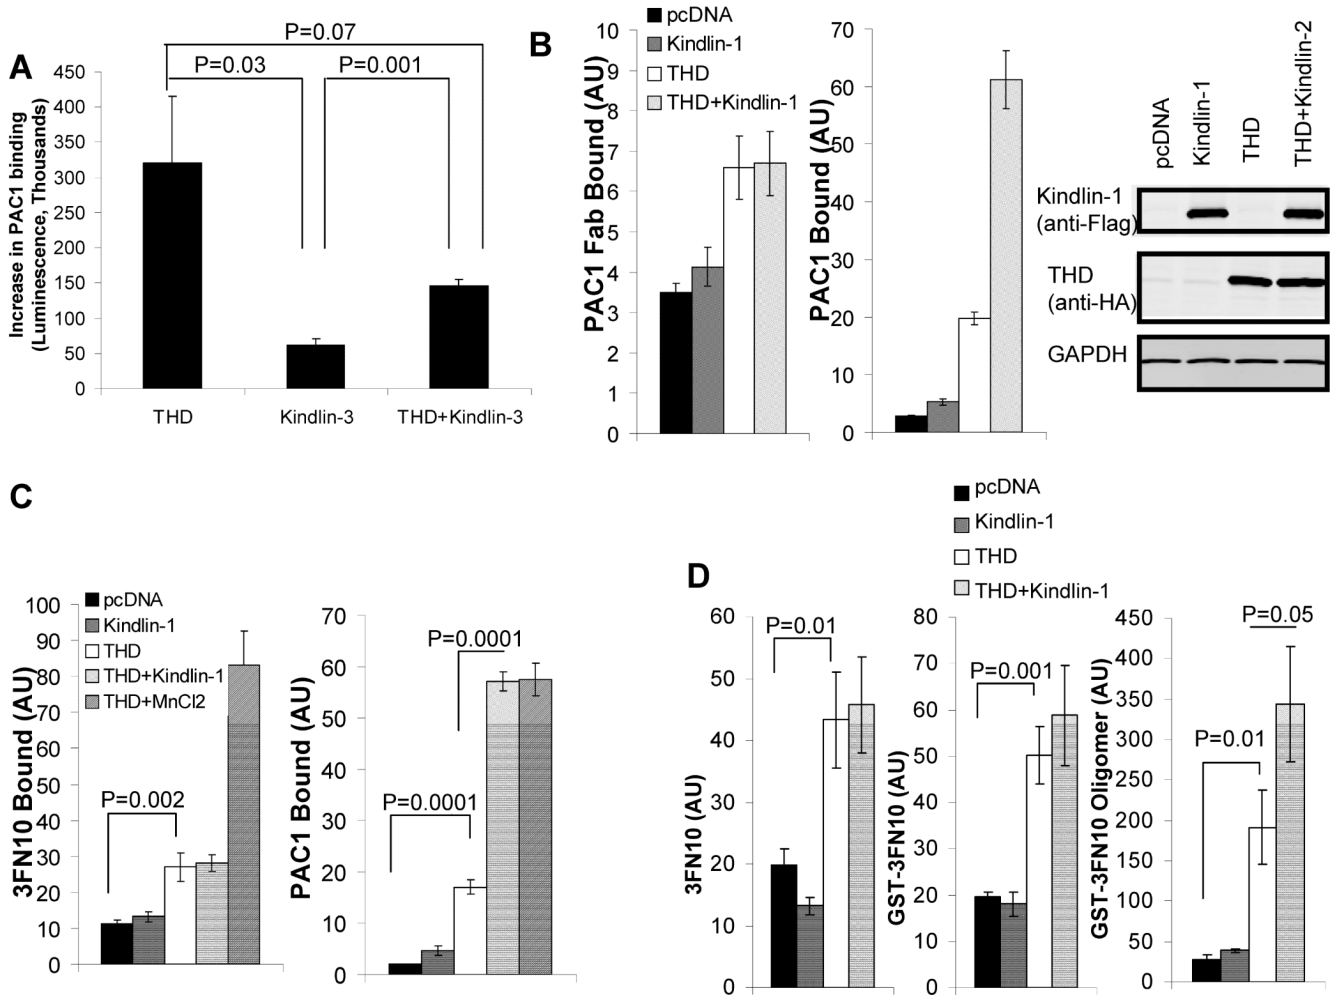 A
P=0.07
P=0.03
P=0.001
Increase in PAC1 binding
(Luminescence, Thousands)
450
400
350
300
250
200
150
100
50
0
THD
Kindlin-3
THD+Kindlin-3
B
pcDNA
Kindlin-1
THD
THD+Kindlin-1
PAC1 Fab Bound (AU)
10
9
8
7
6
5
4
3
2
1
0
PAC1 Bound (AU)
70
60
50
40
30
20
10
0
pcDNA
Kindlin-1
THD
THD+Kindlin-2
Kindlin-1
(anti-Flag)
THD
(anti-HA)
GAPDH
C
pcDNA
Kindlin-1
THD
THD+Kindlin-1
THD+MnCl2
3FN10 Bound (AU)
100
90
80
70
60
50
40
30
20
10
0
P=0.002
PAC1 Bound (AU)
70
60
50
40
30
20
10
0
P=0.0001
P=0.0001
D
pcDNA
Kindlin-1
THD
THD+Kindlin-1
3FN10 (AU)
60
50
40
30
20
10
0
P=0.01
GST-3FN10 (AU)
80
70
60
50
40
30
20
10
0
P=0.001
GST-3FN10 Oligomer (AU)
450
400
350
300
250
200
150
100
50
0
P=0.05
P=0.01